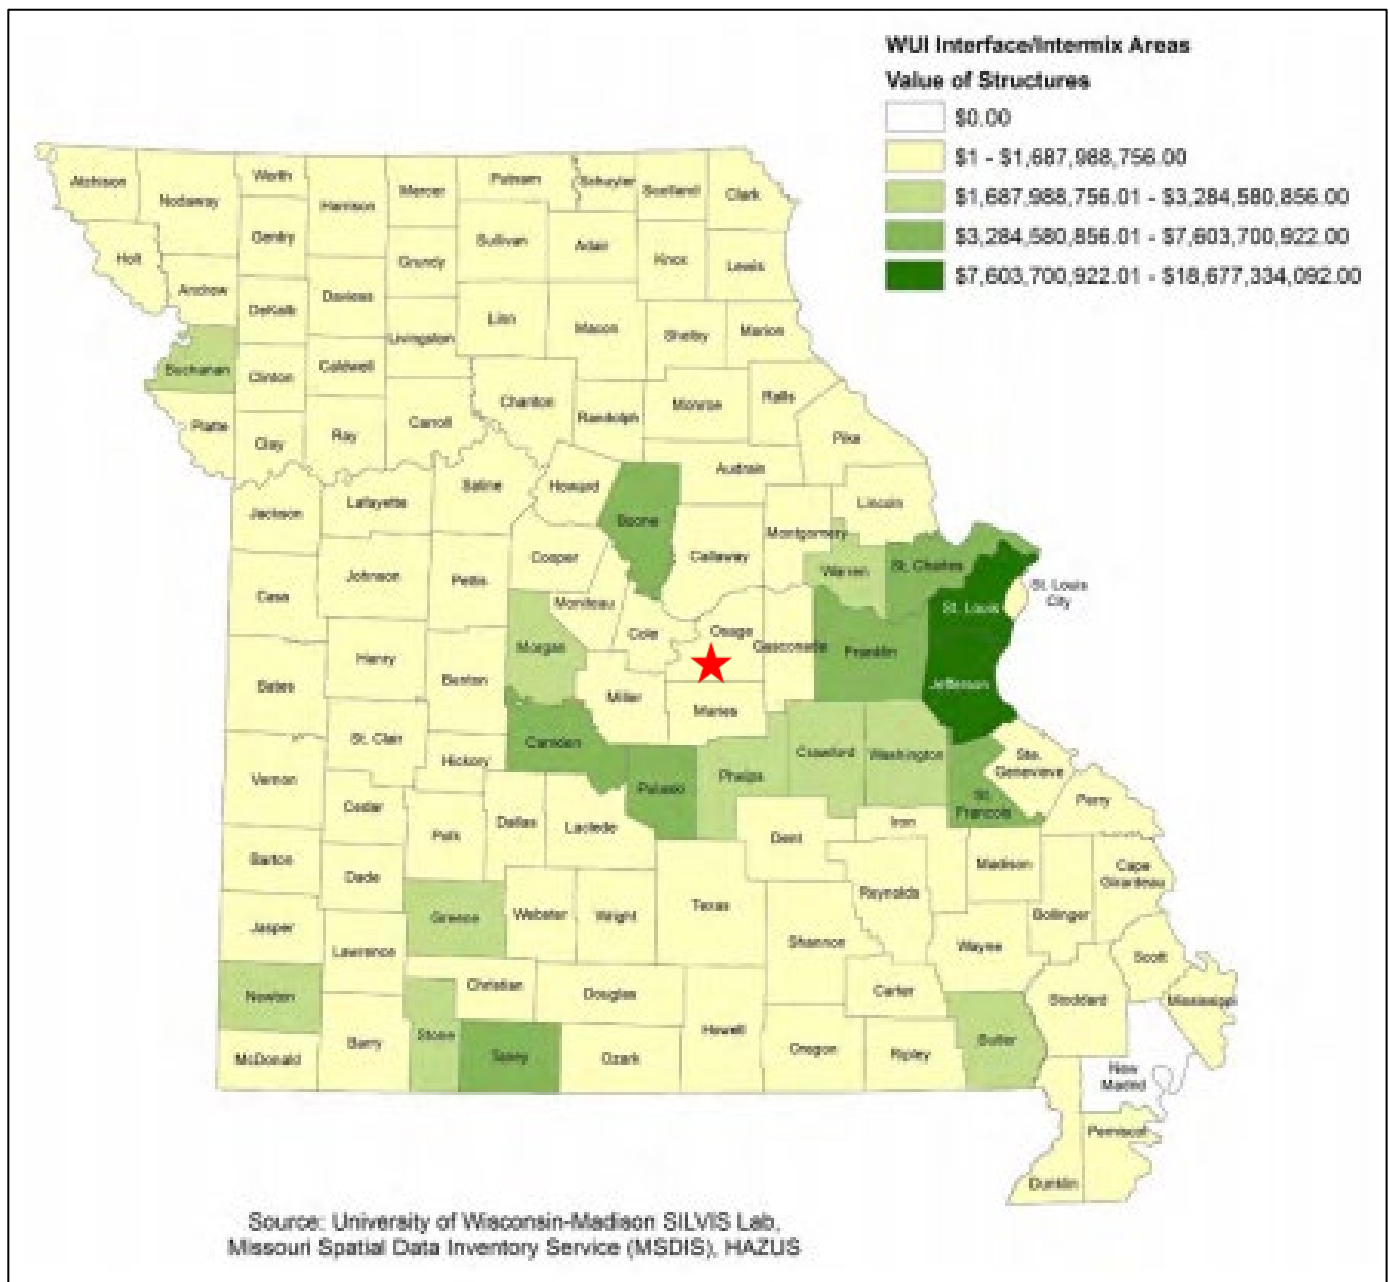 WUI Interface/Intermix Areas
Value of Structures
$0.00
$1 - $1,687,988,756.00
$1,687,988,756.01 - $3,284,580,856.00
$3,284,580,856.01 - $7,603,700,922.00
$7,603,700,922.01 - $18,677,334,092.00
Atchison
Nodaway
Worth
Harrison
Mercer
Putnam
Schuyler
Scotland
Clark
Holt
Gentry
Sullivan
Adair
Knox
Lewis
Andrew
DeKalb
Daviess
Grundy
Linn
Macon
Shelby
Marion
Buchanan
Clinton
Caldwell
Livingston
Chariton
Randolph
Monroe
Ralls
Platte
Clay
Ray
Carroll
Audrain
Pike
Jackson
Lafayette
Saline
Howard
Boone
Callaway
Montgomery
Lincoln
Cass
Johnson
Pettis
Cooper
Moniteau
Warren
St. Charles
St. Louis
St. Louis
City
Bates
Henry
Benton
Morgan
Cole
Osage
Gasconade
Franklin
Jefferson
Miller
Maries
St. Clair
Hickory
Camden
Pulaski
Phelps
Crawford
Washington
Ste.
Genevieve
St.
Francois
Perry
Vernon
Cedar
Polk
Dallas
Laclede
Dent
Iron
Madison
Cape
Girardeau
Barton
Dade
Greene
Webster
Wright
Texas
Reynolds
Bollinger
Jasper
Lawrence
Shannon
Wayne
Scott
Newton
Christian
Douglas
Carter
Stoddard
Mississippi
McDonald
Barry
Stone
Taney
Ozark
Howell
Oregon
Ripley
Butler
New
Madrid
Pemiscot
Dunklin
Source: University of Wisconsin-Madison SILVIS Lab,
Missouri Spatial Data Inventory Service (MSDIS), HAZUS